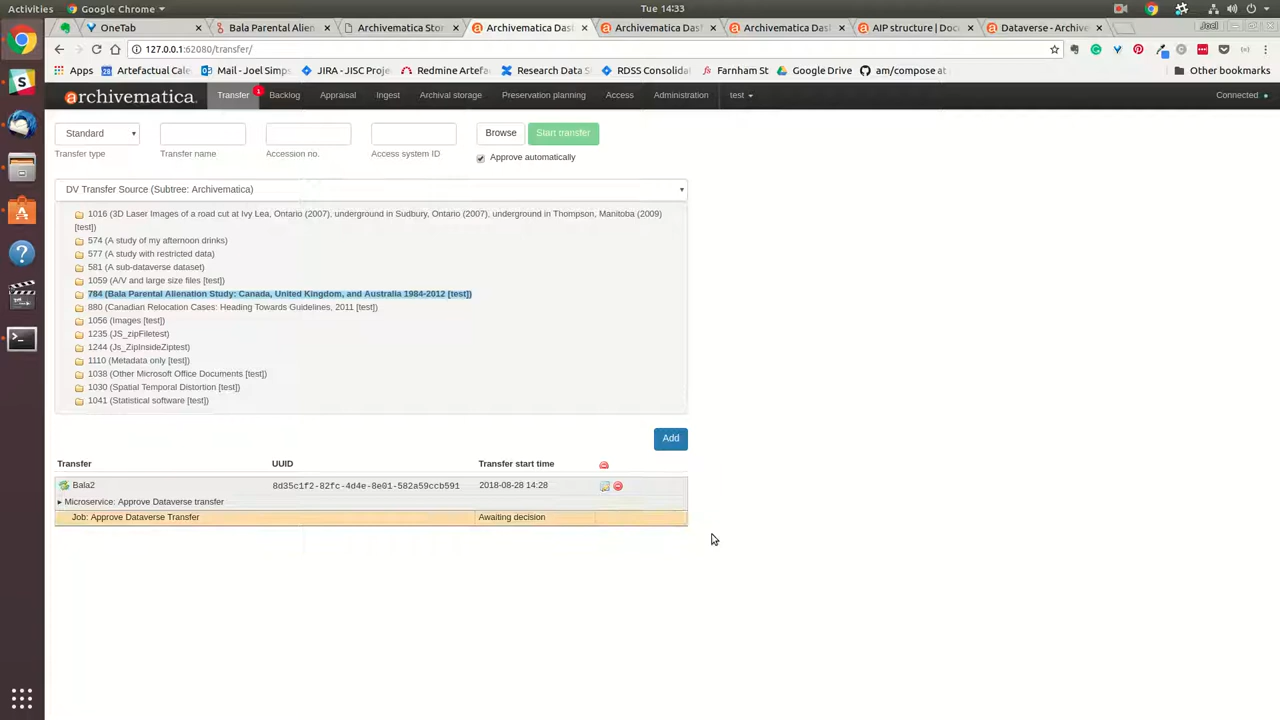 Activities
Google Chrome
Tue 14:33
OneTab
Bala Parental Alien
Archivematica Stor
Archivematica Das
Archivematica Das
Archivematica Das
AIP structure | Doc
Dataverse - Archive
Joel
127.0.0.1:62080/transfer/
Apps
Artefactual Cale
Mail - Joel Simps
JIRA - JISC Proje
Redmine Artefac
Research Data S
RDSS Consolida
Farnham St
Google Drive
am/compose at
Other bookmarks
archivematica
Transfer
1
Backlog
Appraisal
Ingest
Archival storage
Preservation planning
Access
Administration
test
Connected
Standard
Browse
Start transfer
Transfer type
Transfer name
Accession no.
Access system ID
Approve automatically
DV Transfer Source (Subtree: Archivematica)
1016 (3D Laser Images of a road cut at Ivy Lea, Ontario (2007), underground in Sudbury, Ontario (2007), underground in Thompson, Manitoba (2009)
[test])
574 (A study of my afternoon drinks)
577 (A study with restricted data)
581 (A sub-dataverse dataset)
1059 (A/V and large size files [test])
784 (Bala Parental Alienation Study: Canada, United Kingdom, and Australia 1984-2012 [test])
880 (Canadian Relocation Cases: Heading Towards Guidelines, 2011 [test])
1056 (Images [test])
1235 (JS_zipFiletest)
1244 (Js_ZipInsideZiptest)
1110 (Metadata only [test])
1038 (Other Microsoft Office Documents [test])
1030 (Spatial Temporal Distortion [test])
1041 (Statistical software [test])
Add
Transfer UUID Transfer start time
Bala2 8d35c1f2-82fc-4d4e-8e01-582a59ccb591 2018-08-28 14:28
Microservice: Approve Dataverse transfer
Job: Approve Dataverse Transfer Awaiting decision